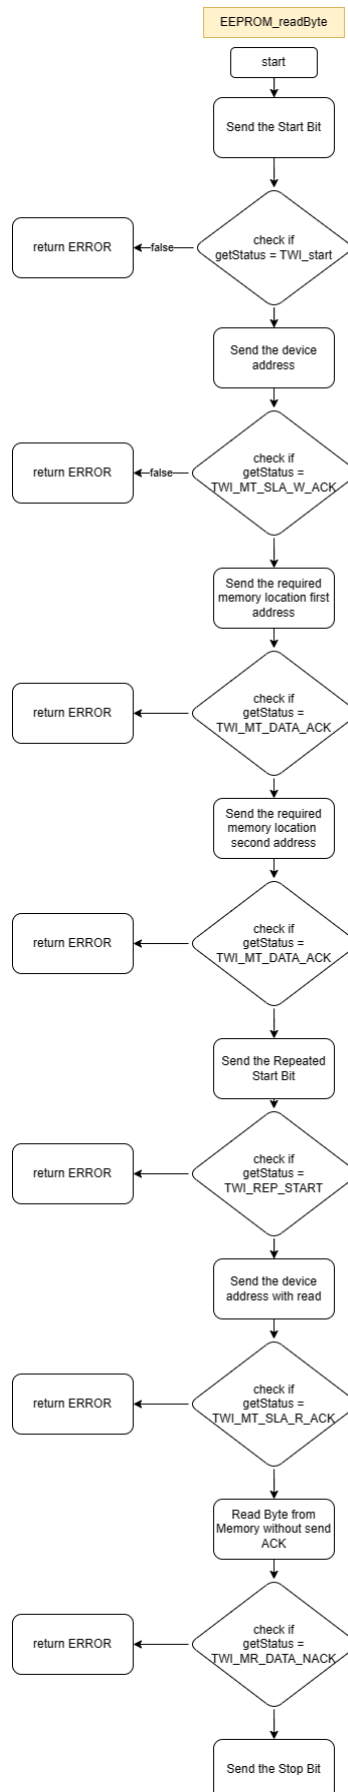 EEPROM_readByte
start
Send the Start Bit
check if
getStatus = TWI_start
false
return ERROR
Send the device
address
check if
getStatus =
TWI_MT_SLA_W_ACK
false
return ERROR
Send the required
memory location first
address
check if
getStatus =
TWI_MT_DATA_ACK
return ERROR
Send the required
memory location
second address
check if
getStatus =
TWI_MT_DATA_ACK
return ERROR
Send the Repeated
Start Bit
check if
getStatus =
TWI_REP_START
return ERROR
Send the device
address with read
check if
getStatus =
TWI_MT_SLA_R_ACK
return ERROR
Read Byte from
Memory without send
ACK
check if
getStatus =
TWI_MR_DATA_NACK
return ERROR
Send the Stop Bit